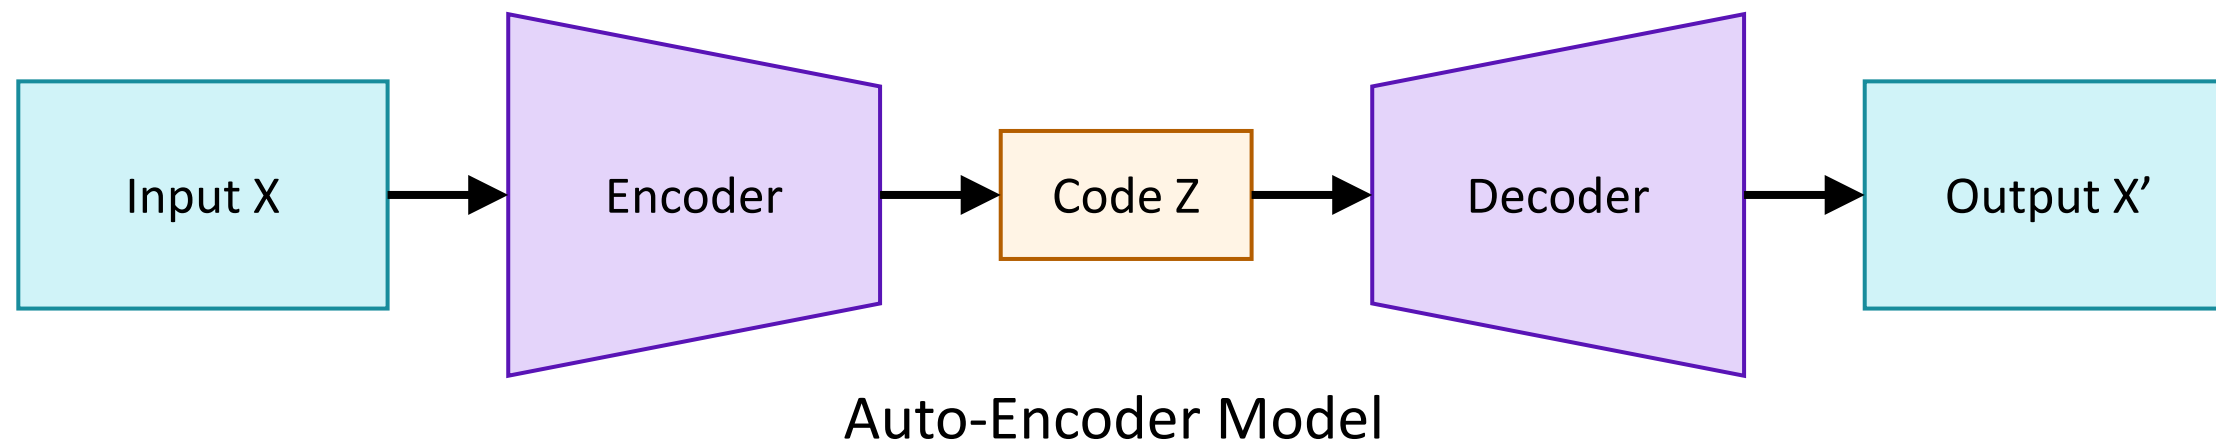 Input X
Encoder
Code Z
Decoder
Output X’
Auto-Encoder Model